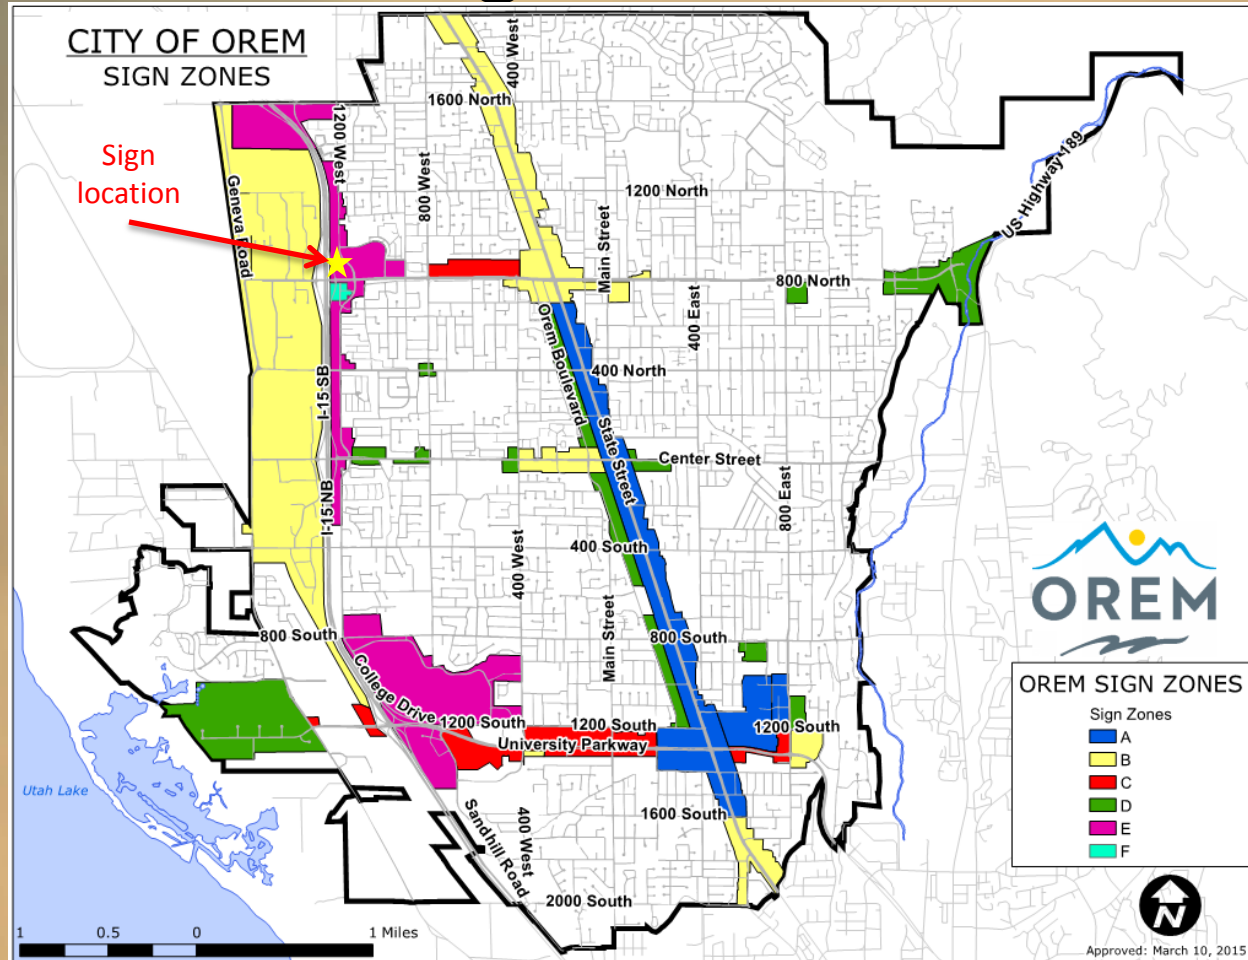 CITY OF OREM
SIGN ZONES
Sign
location
400 West
1600 North
1200 West
800 West
1200 North
Geneva Road
Main Street
US Highway 189
800 North
400 East
Orem Boulevard
400 North
I-15 SB
State Street
Center Street
800 East
I-15 NB
400 South
400 West
OREM
800 South
800 South
Main Street
College Drive
1200 South
1200 South
1200 South
University Parkway
OREM SIGN ZONES
Sign Zones
A
B
C
D
E
F
Utah Lake
Sandhill Road
400 West
1600 South
2000 South
N
1
0.5
0
1 Miles
Approved: March 10, 2015